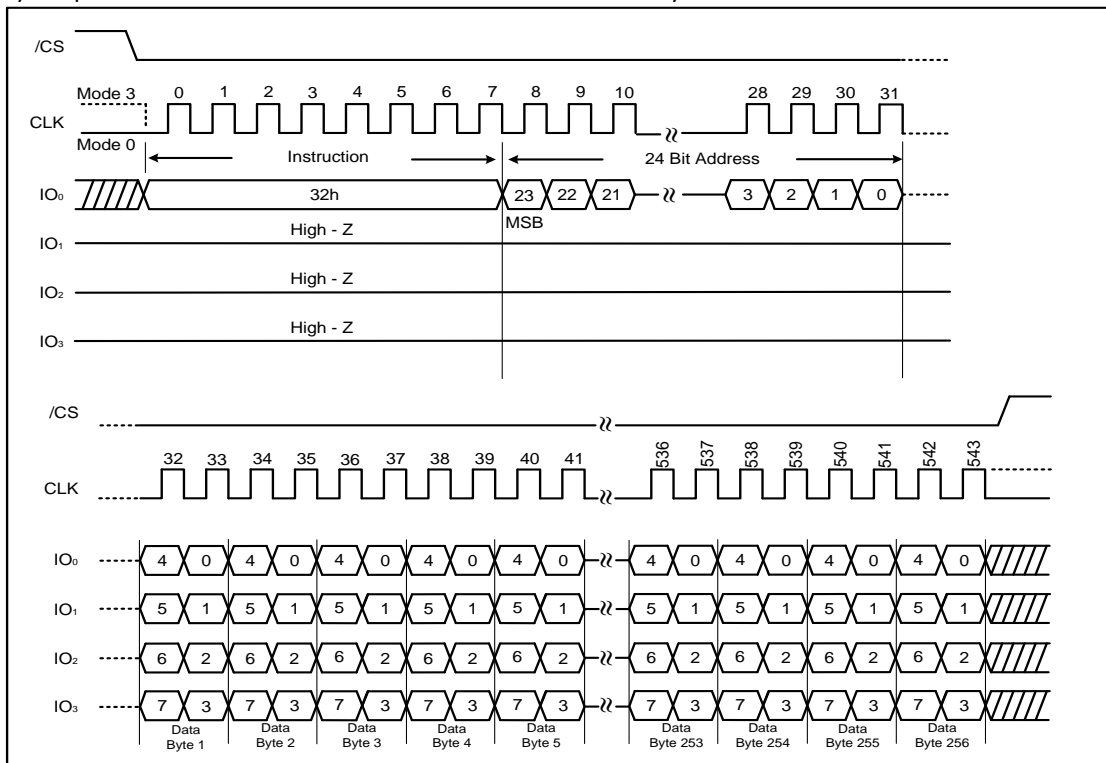 /CS
Mode 3 0 1 2 3 4 5 6 7 8 9 10 28 29 30 31
CLK
Mode 0
Instruction 24 Bit Address
IO₀ 32h 23 22 21 3 2 1 0
MSB
High - Z
IO₁
High - Z
IO₂
High - Z
IO₃
/CS
32 33 34 35 36 37 38 39 40 41 536 537 538 539 540 541 542 543
CLK
IO₀ 4 0 4 0 4 0 4 0 4 0 4 0 4 0 4 0 4 0
IO₁ 5 1 5 1 5 1 5 1 5 1 5 1 5 1 5 1 5 1
IO₂ 6 2 6 2 6 2 6 2 6 2 6 2 6 2 6 2 6 2
IO₃ 7 3 7 3 7 3 7 3 7 3 7 3 7 3 7 3 7 3
Data Data Data Data Data Data Data Data Data
Byte 1 Byte 2 Byte 3 Byte 4 Byte 5 Byte 253 Byte 254 Byte 255 Byte 256